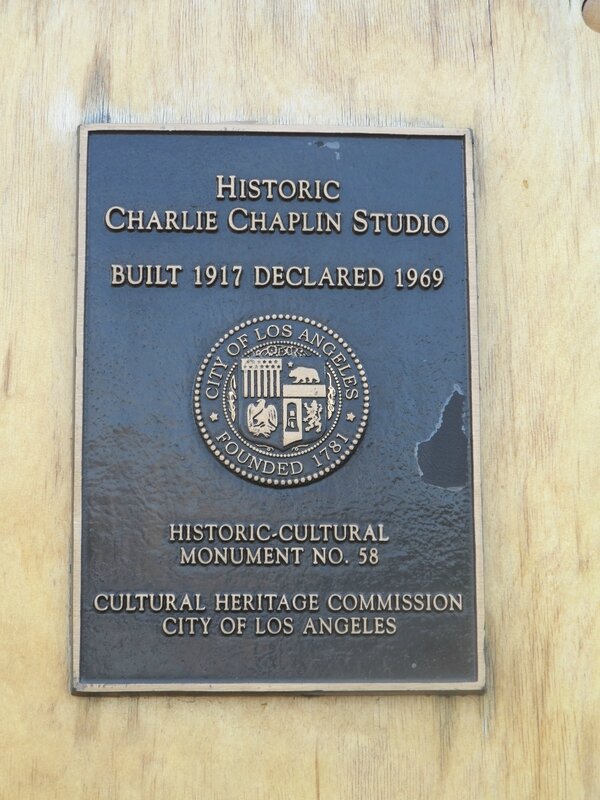 HISTORIC
CHARLIE CHAPLIN STUDIO
BUILT 1917 DECLARED 1969
CITY OF LOS ANGELES
FOUNDED 1781
HISTORIC-CULTURAL
MONUMENT NO. 58
CULTURAL HERITAGE COMMISSION
CITY OF LOS ANGELES